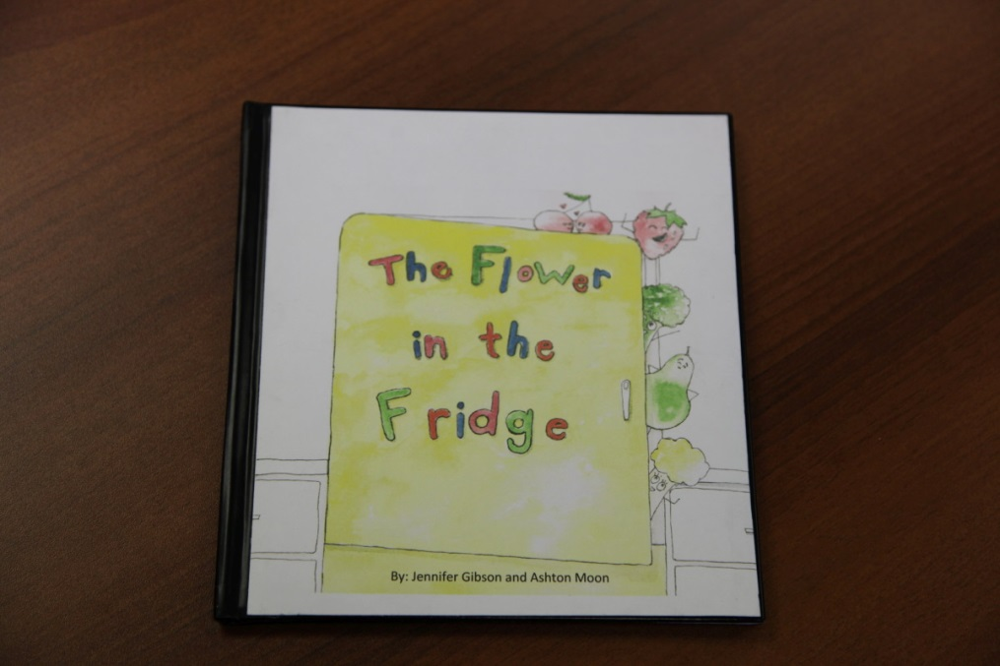 The Flower
in the
Fridge
By: Jennifer Gibson and Ashton Moon